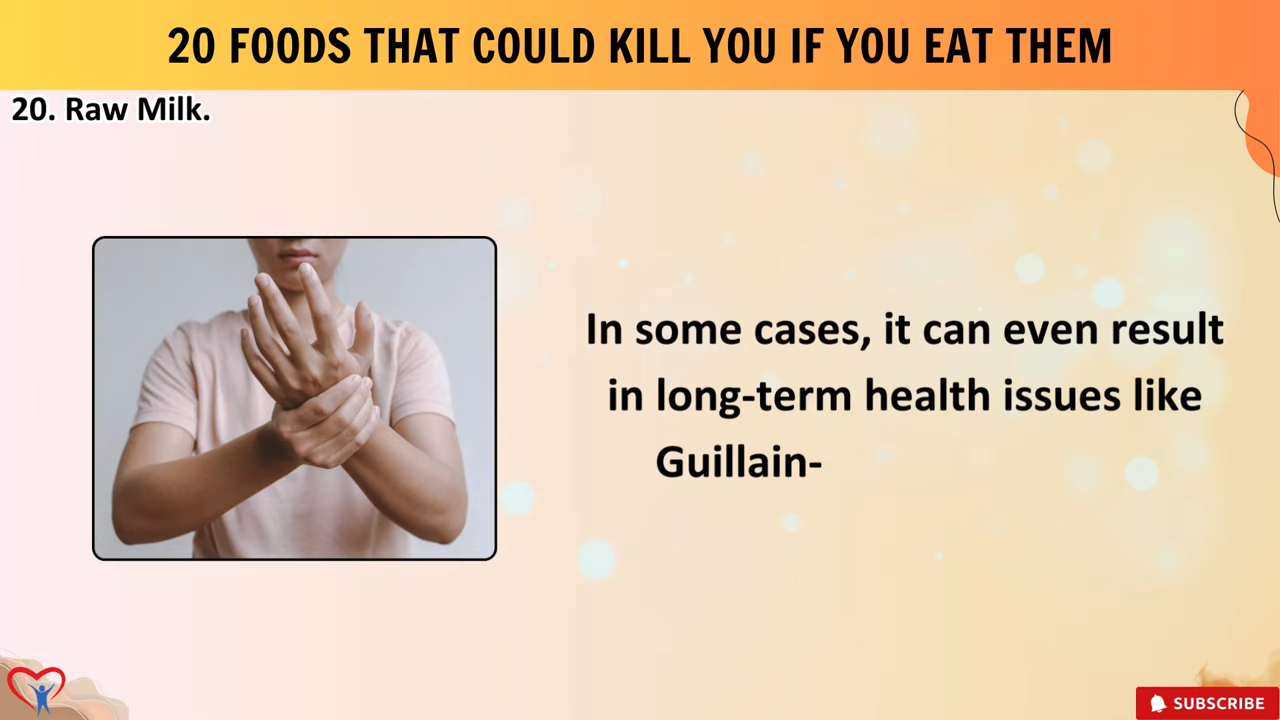 20 FOODS THAT COULD KILL YOU IF YOU EAT THEM
20. Raw Milk.
In some cases, it can even result
in long-term health issues like
Guillain-
SUBSCRIBE